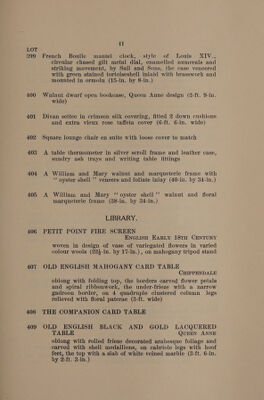 11
LOT
399 French Boulle mantel clock, style of Louis XIV.,
circular chased gilt metal dial, enamelled numerals and
striking movement, by Sall and Sons, the case veneered
with green stained tortoiseshell inlaid with brasswork and
mounted in ormolu (15-in. by 8-in.)
400 Walnut dwarf open bookcase, Queen Anne design (2-ft. 9-in.
wide)
401 Divan settee in crimson silk covering, fitted 2 down cushions
and extra vieux rose taffeta cover (6-ft. 6-in. wide)
402 Square lounge chair en suite with loose cover to match
403 A table thermometer in silver scroll frame and leather case,
sundry ash trays and writing table fittings
404 A William and Mary walnut and marqueterie frame with
" oyster shell " veneers and foliate inlay (40-in. by 34-in.)
405 A William and Mary " oyster shell " walnut and floral
marqueterie frame (38-in. by 34-in.)
LIBRARY.
406 PETIT POINT FIRE SCREEN
English Early 18th Century
woven in design of vase of variegated flowers in varied
colour wools (22½-in. by 17-in.), on mahogany tripod stand
407 OLD ENGLISH MAHOGANY CARD TABLE
Chippendale
oblong with folding top, the borders carved flower petals
and spiral ribbonwork, the under-frieze with a narrow
gadroon border, on 4 quadruple clustered column legs
relieved with floral paterae (3-ft. wide)
408 THE COMPANION CARD TABLE
409 OLD ENGLISH BLACK AND GOLD LACQUERED
TABLE Queen Anne
oblong with rolled frieze decorated arabesque foliage and
carved with shell medallions, on cabriole legs with hoof
feet, the top with a slab of white veined marble (3-ft. 6-in.
by 2-ft. 2-in.)